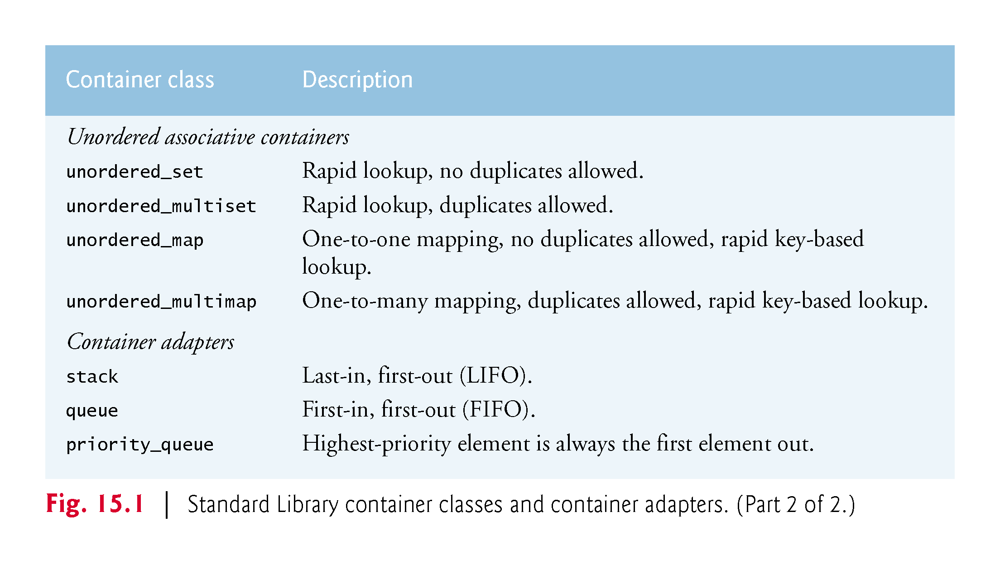 Container class Description
Unordered associative containers
unordered_set Rapid lookup, no duplicates allowed.
unordered_multiset Rapid lookup, duplicates allowed.
unordered_map One-to-one mapping, no duplicates allowed, rapid key-based
lookup.
unordered_multimap One-to-many mapping, duplicates allowed, rapid key-based lookup.
Container adapters
stack Last-in, first-out (LIFO).
queue First-in, first-out (FIFO).
priority_queue Highest-priority element is always the first element out.
Fig. 15.1 | Standard Library container classes and container adapters. (Part 2 of 2.)